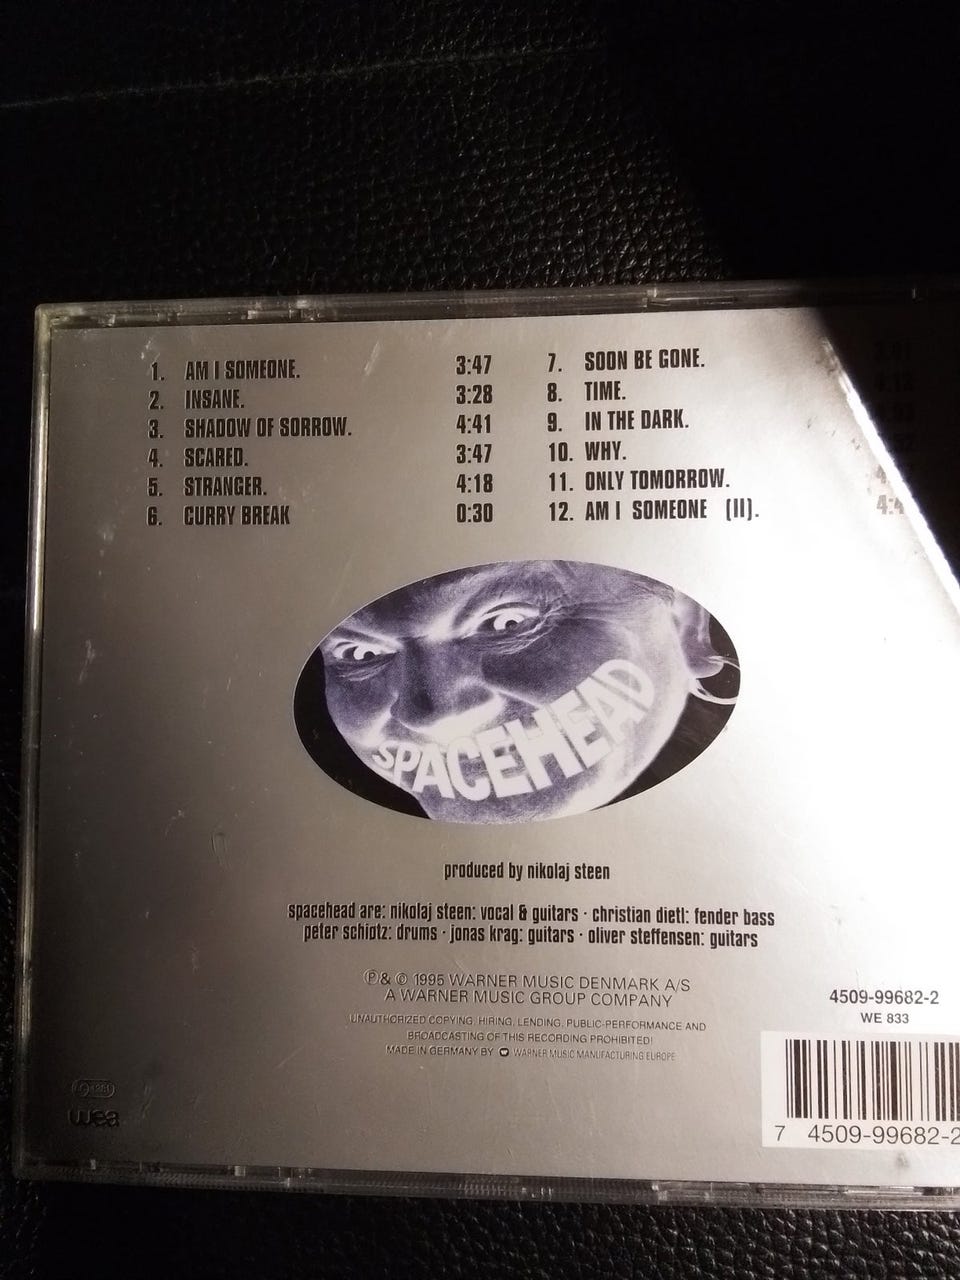 1. AM I SOMEONE. 3:47
2. INSANE. 3:28
3. SHADOW OF SORROW. 4:41
4. SCARED. 3:47
5. STRANGER. 4:18
6. CURRY BREAK 0:30
7. SOON BE GONE.
8. TIME.
9. IN THE DARK.
10. WHY.
11. ONLY TOMORROW.
12. AM I SOMEONE (II).
SPACEHEAD
produced by nikolaj steen
spacehead are: nikolaj steen: vocal & guitars · christian dietl: fender bass
peter schiøtz: drums · jonas krag: guitars · oliver steffensen: guitars
℗& © 1995 WARNER MUSIC DENMARK A/S
A WARNER MUSIC GROUP COMPANY
UNAUTHORIZED COPYING, HIRING, LENDING, PUBLIC-PERFORMANCE AND
BROADCASTING OF THIS RECORDING PROHIBITED!
MADE IN GERMANY BY WARNER MUSIC MANUFACTURING EUROPE
4509-99682-2
WE 833
7 4509-99682-2
wea